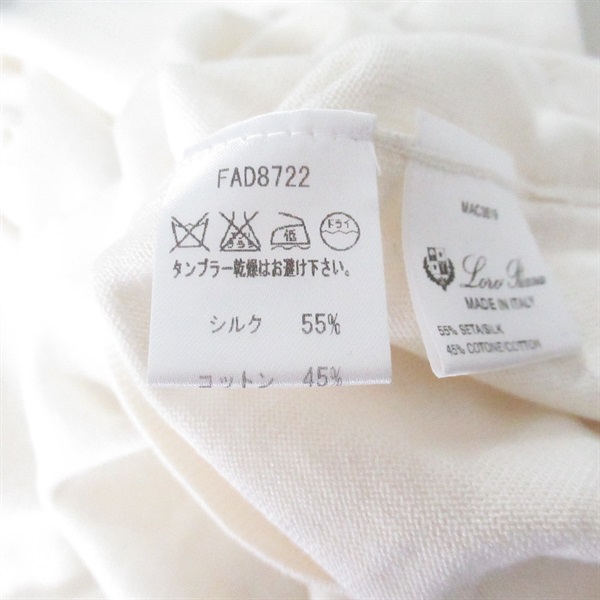 FAD8722
低 ドライ
タンブラー乾燥はお避け下さい。
シルク 55%
コットン 45%
Loro Piana
MADE IN ITALY
55% SETA/SILK
45% COTONE/COTTON